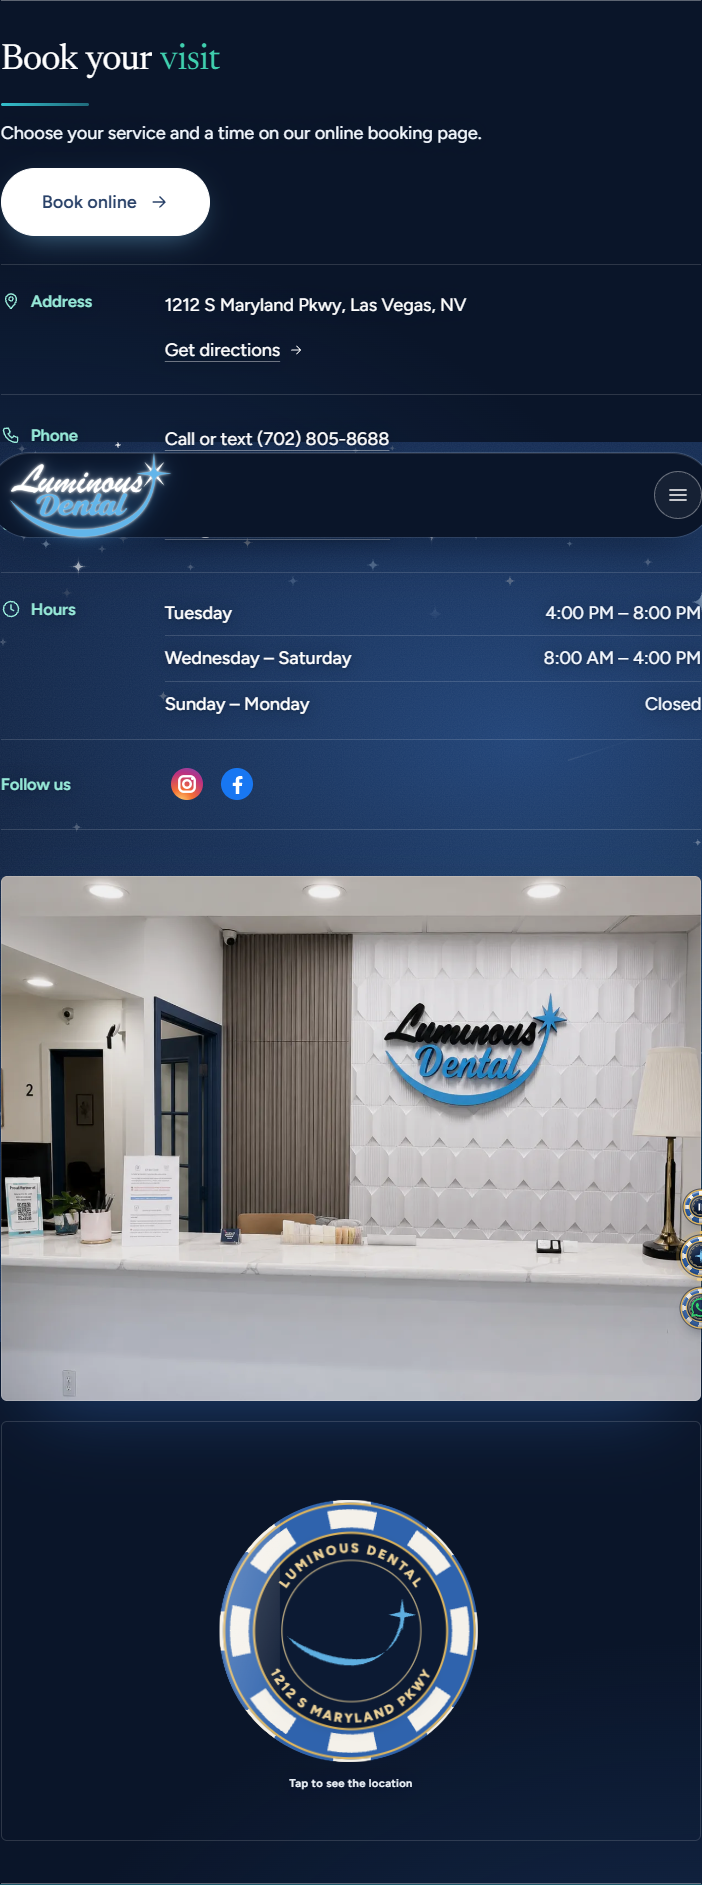 Book your visit
Choose your service and a time on our online booking page.
Book online →
Address
1212 S Maryland Pkwy, Las Vegas, NV
Get directions →
Phone
Call or text (702) 805-8688
Luminous
Dental
Hours
Tuesday 4:00 PM – 8:00 PM
Wednesday – Saturday 8:00 AM – 4:00 PM
Sunday – Monday Closed
Follow us
Luminous
Dental
2
LUMINOUS DENTAL
1212 S MARYLAND PKWY
Tap to see the location